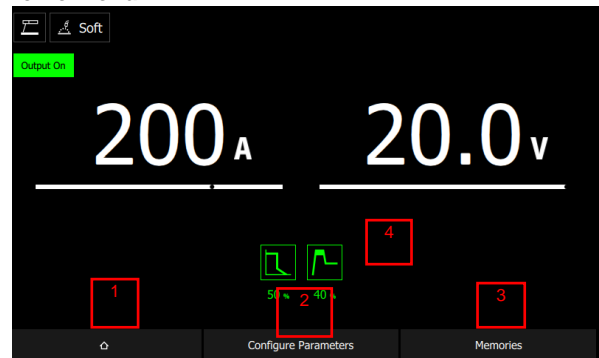 Soft
Output On
200 A 20.0 V
4
1 2 3
50 % 40
Configure Parameters Memories